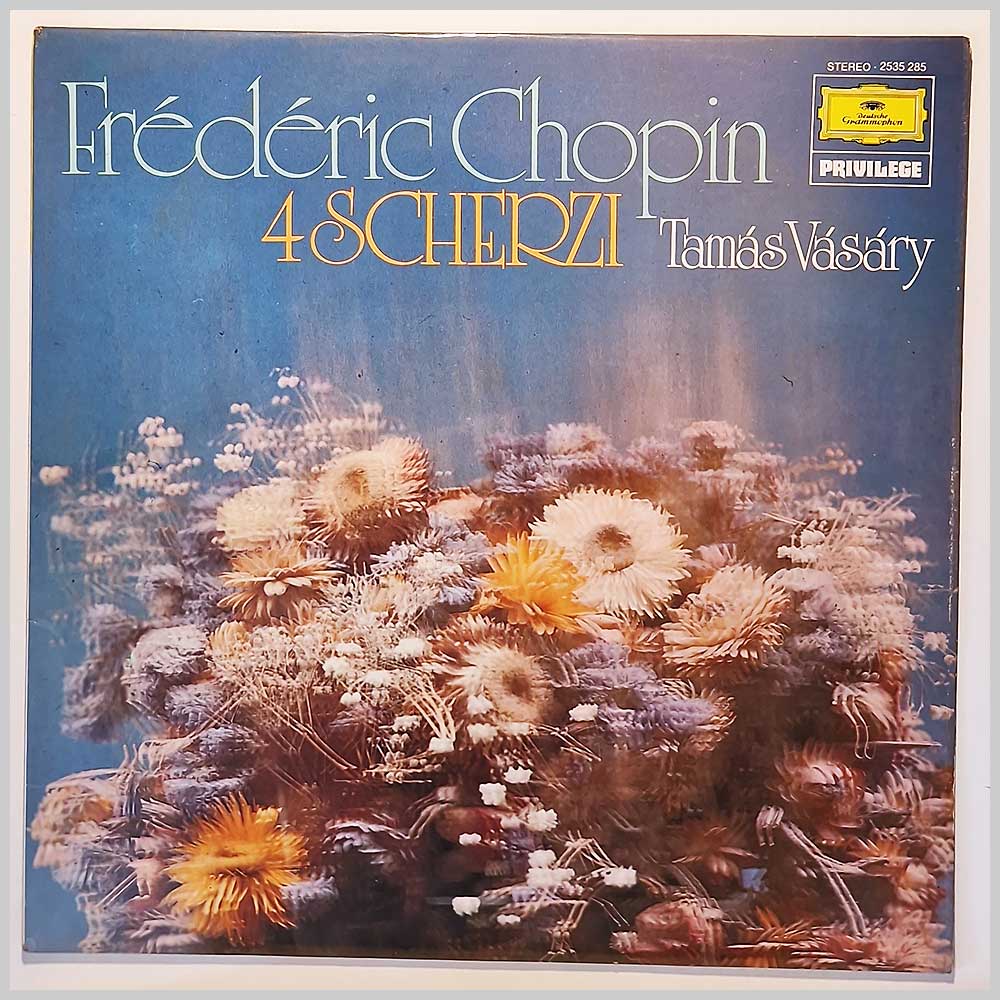 STEREO · 2535 285
Deutsche
Grammophon
PRIVILEGE
Frédéric Chopin
4 SCHERZI
Tamás Vásáry